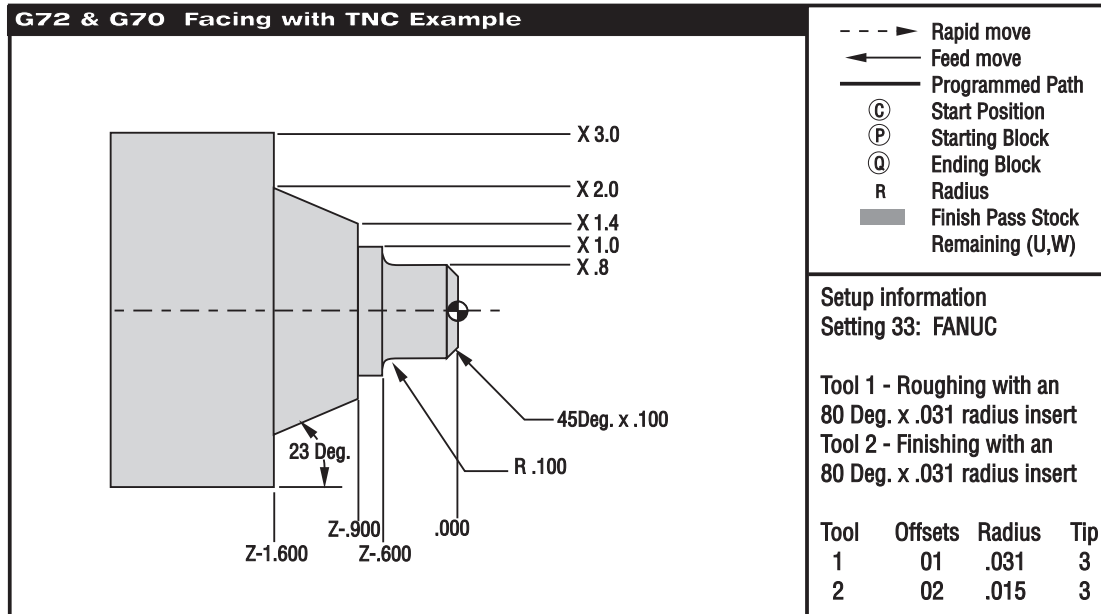 G72 & G70 Facing with TNC Example
X 3.0
X 2.0
X 1.4
X 1.0
X .8
45Deg. x .100
23 Deg.
R .100
Z-.900
.000
Z-1.600
Z-.600
Rapid move
Feed move
Programmed Path
C Start Position
P Starting Block
Q Ending Block
R Radius
Finish Pass Stock
Remaining (U,W)
Setup information
Setting 33: FANUC
Tool 1 - Roughing with an
80 Deg. x .031 radius insert
Tool 2 - Finishing with an
80 Deg. x .031 radius insert
Tool Offsets Radius Tip
1 01 .031 3
2 02 .015 3